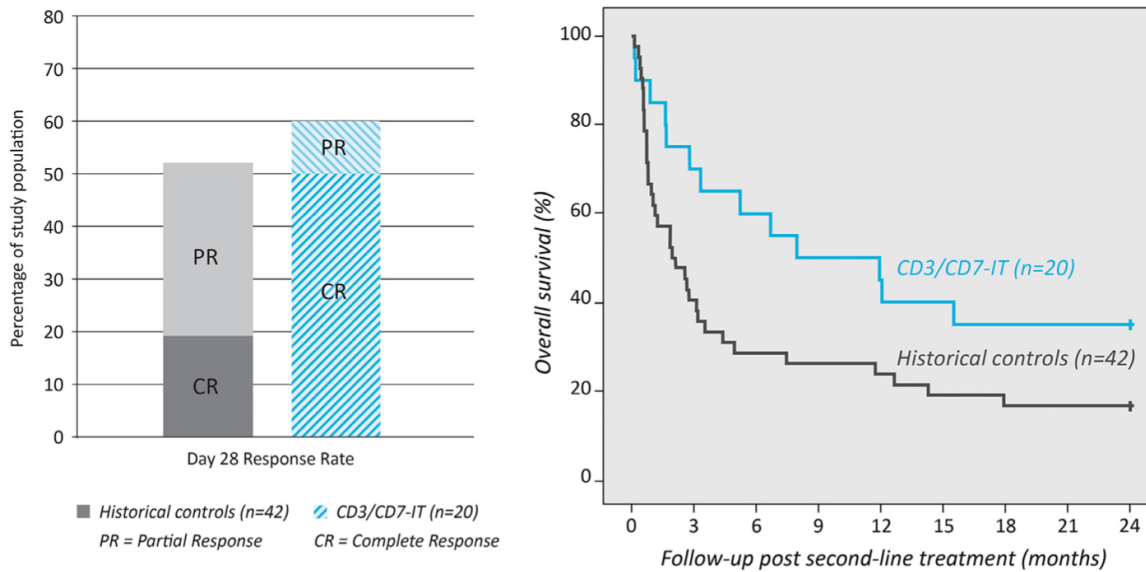 Percentage of study population
80
70
60
50
40
30
20
10
0
PR
CR
PR
CR
Day 28 Response Rate
Historical controls (n=42)
CD3/CD7-IT (n=20)
PR = Partial Response
CR = Complete Response
Overall survival (%)
100
80
60
40
20
0
CD3/CD7-IT (n=20)
Historical controls (n=42)
0 3 6 9 12 15 18 21 24
Follow-up post second-line treatment (months)